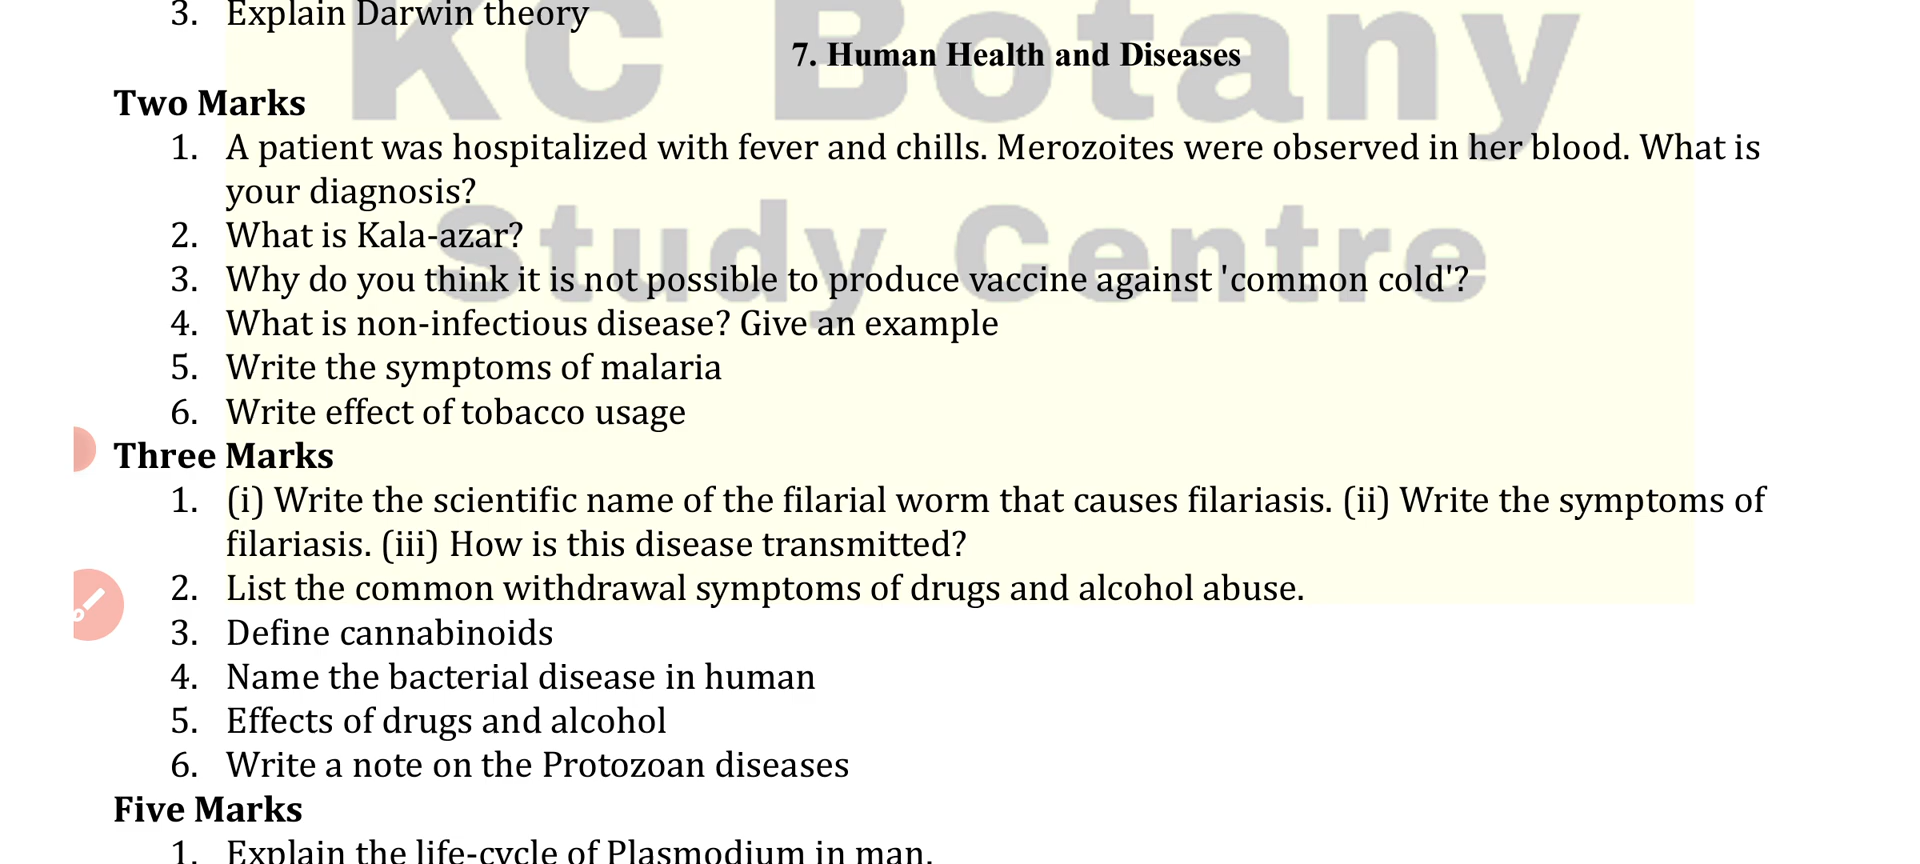 3. Explain Darwin theory
KC Botany
Study Centre
7. Human Health and Diseases
Two Marks
1. A patient was hospitalized with fever and chills. Merozoites were observed in her blood. What is
your diagnosis?
2. What is Kala-azar?
3. Why do you think it is not possible to produce vaccine against 'common cold'?
4. What is non-infectious disease? Give an example
5. Write the symptoms of malaria
6. Write effect of tobacco usage
Three Marks
1. (i) Write the scientific name of the filarial worm that causes filariasis. (ii) Write the symptoms of
filariasis. (iii) How is this disease transmitted?
2. List the common withdrawal symptoms of drugs and alcohol abuse.
3. Define cannabinoids
4. Name the bacterial disease in human
5. Effects of drugs and alcohol
6. Write a note on the Protozoan diseases
Five Marks
1. Explain the life-cycle of Plasmodium in man.